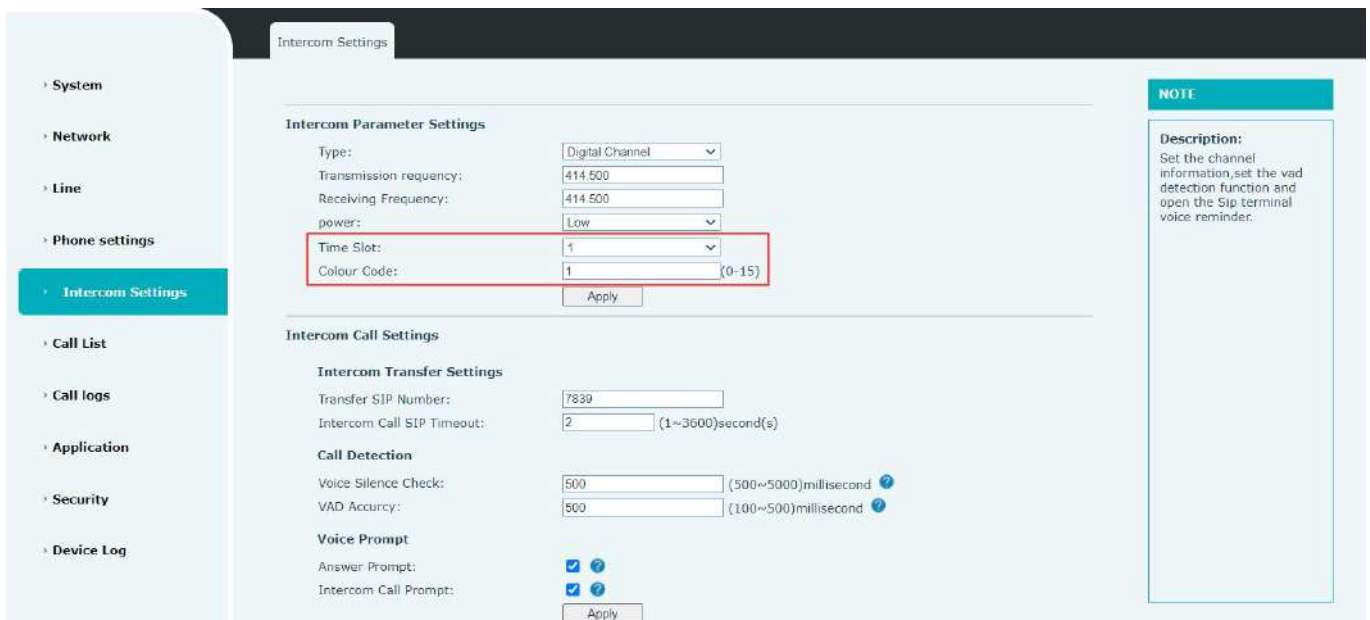 Intercom Settings
System
Network
Line
Phone settings
Intercom Settings
Call List
Call logs
Application
Security
Device Log
Intercom Parameter Settings
Type: Digital Channel
Transmission requency: 414.500
Receiving Frequency: 414.500
power: Low
Time Slot: 1
Colour Code: 1 (0-15)
Apply
Intercom Call Settings
Intercom Transfer Settings
Transfer SIP Number: 7839
Intercom Call SIP Timeout: 2 (1~3600)second(s)
Call Detection
Voice Silence Check: 500 (500~5000)millisecond ?
VAD Accurcy: 500 (100~500)millisecond ?
Voice Prompt
Answer Prompt: ?
Intercom Call Prompt: ?
Apply
NOTE
Description:
Set the channel
information,set the vad
detection function and
open the Sip terminal
voice reminder.